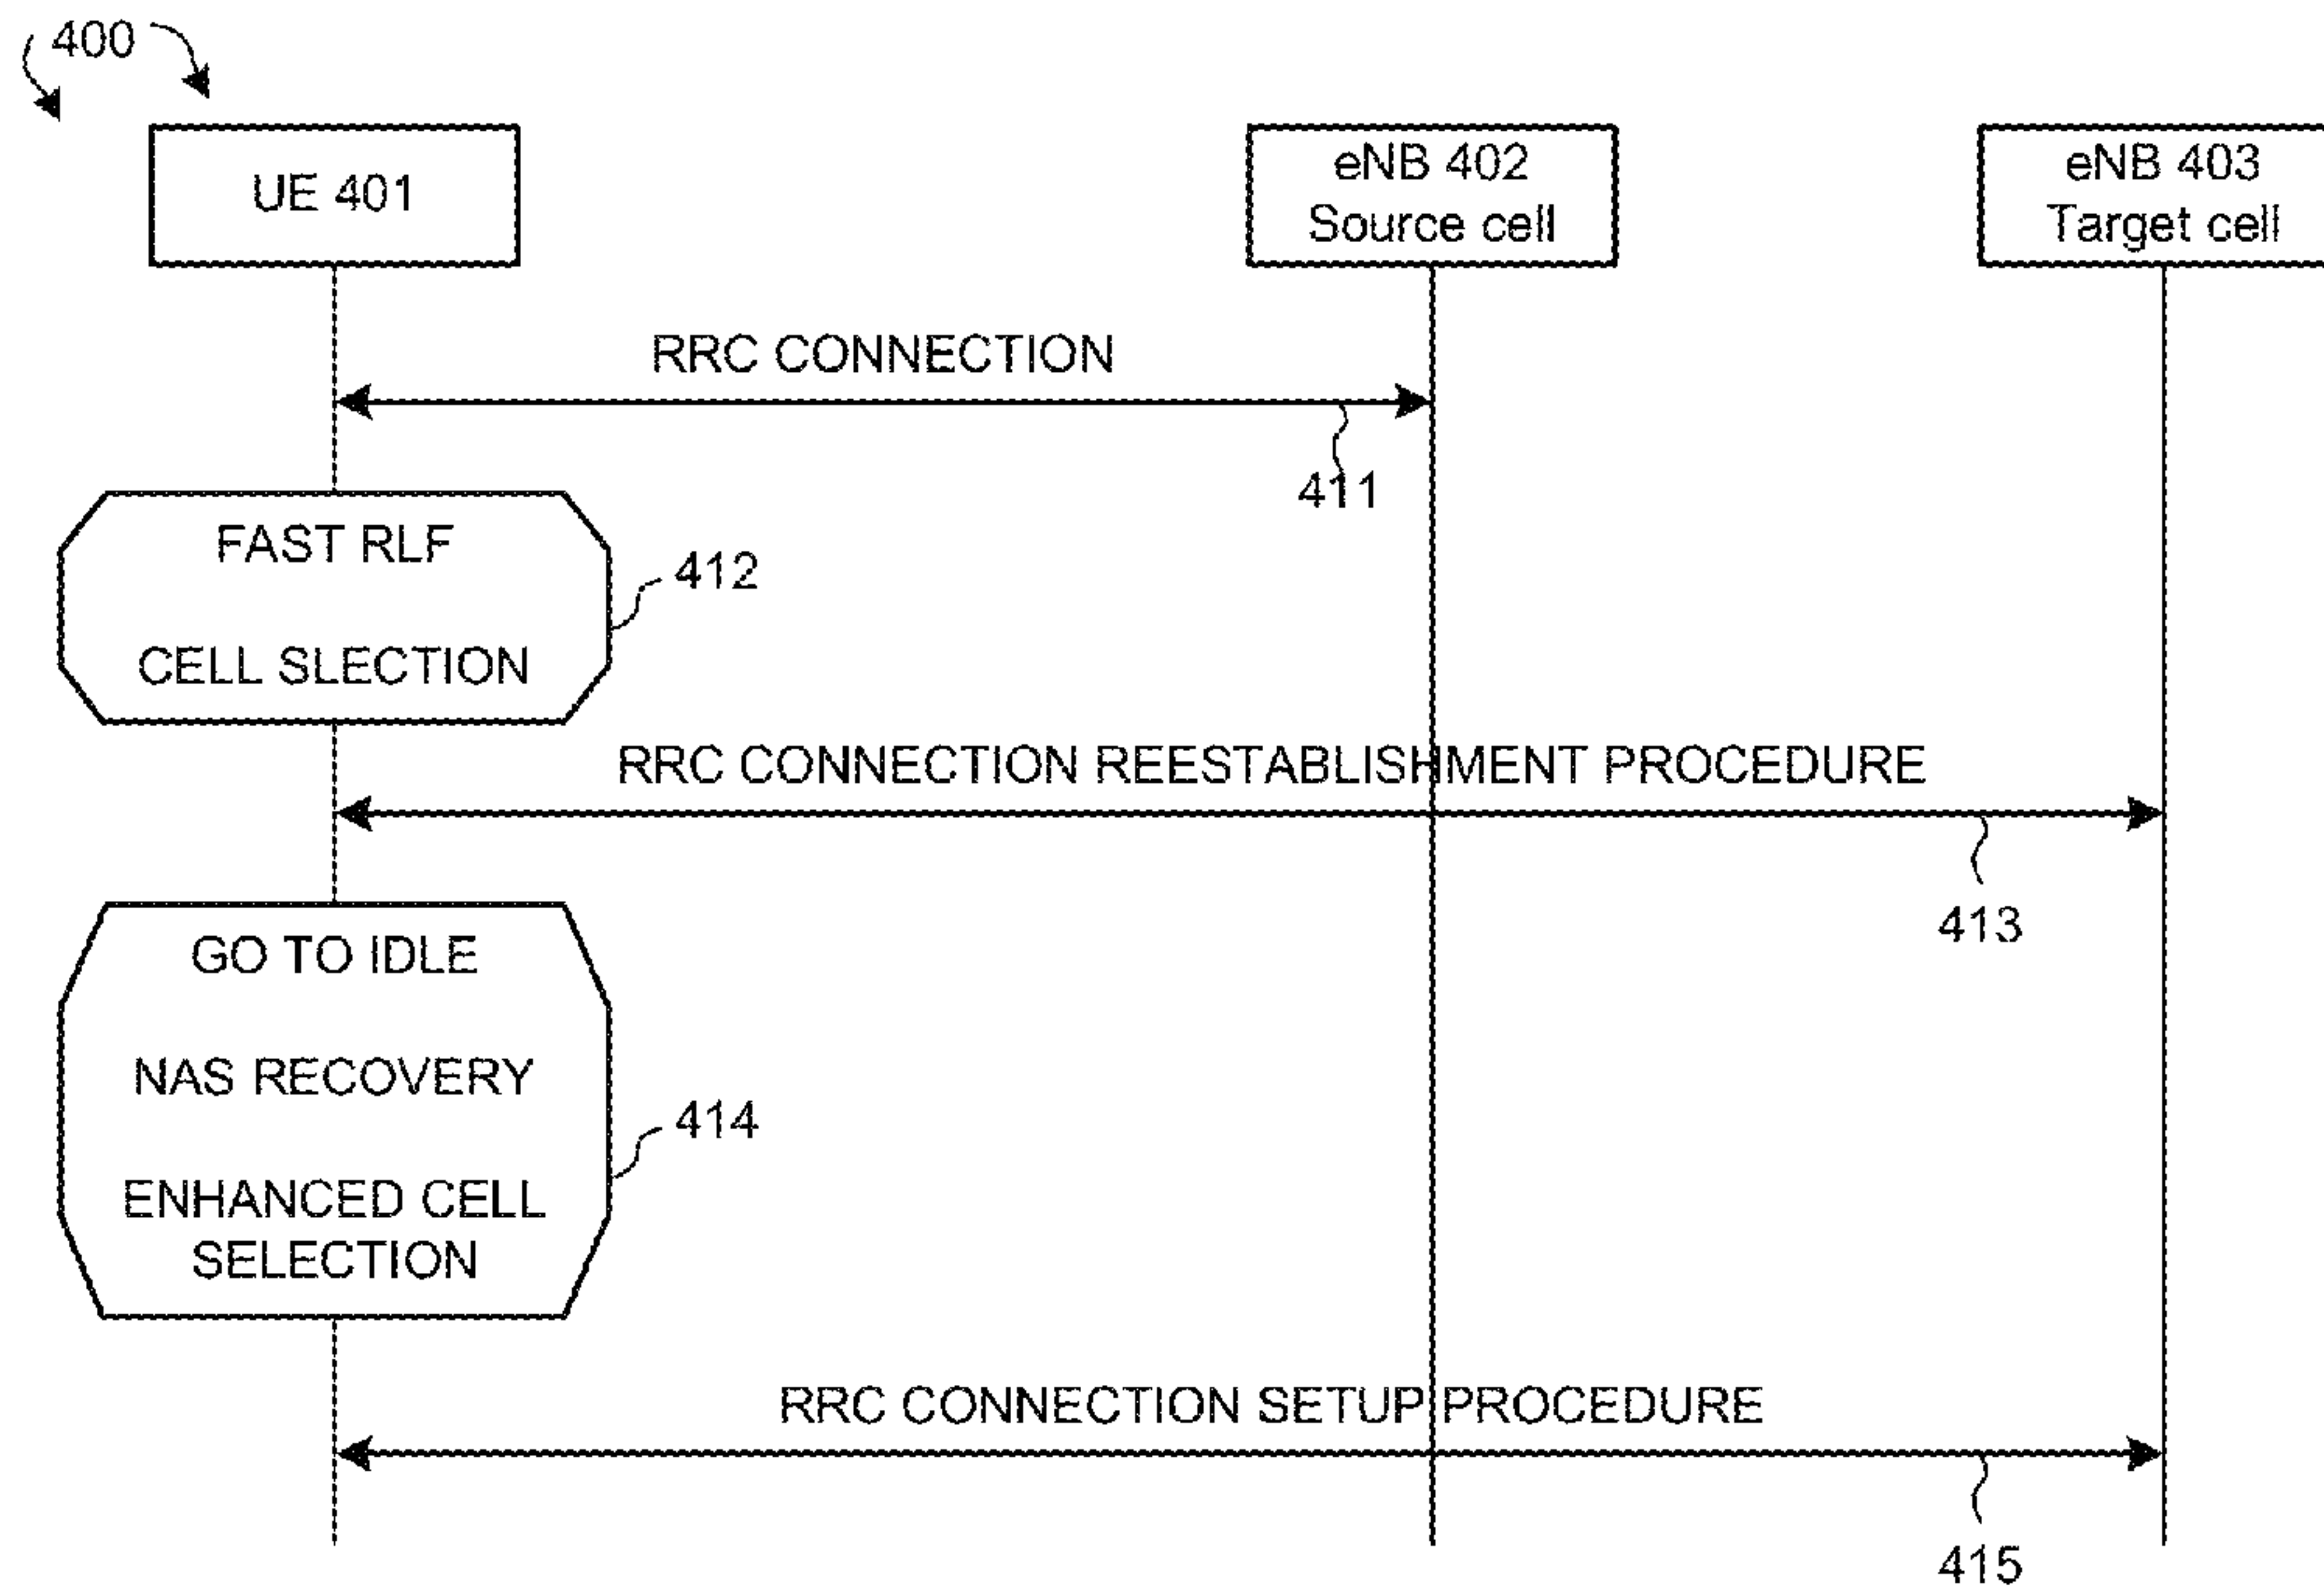 400
UE 401
eNB 402
Source cell
eNB 403
Target cell
RRC CONNECTION
411
FAST RLF
CELL SLECTION
412
RRC CONNECTION REESTABLISHMENT PROCEDURE
413
GO TO IDLE
NAS RECOVERY
ENHANCED CELL
SELECTION
414
RRC CONNECTION SETUP PROCEDURE
415